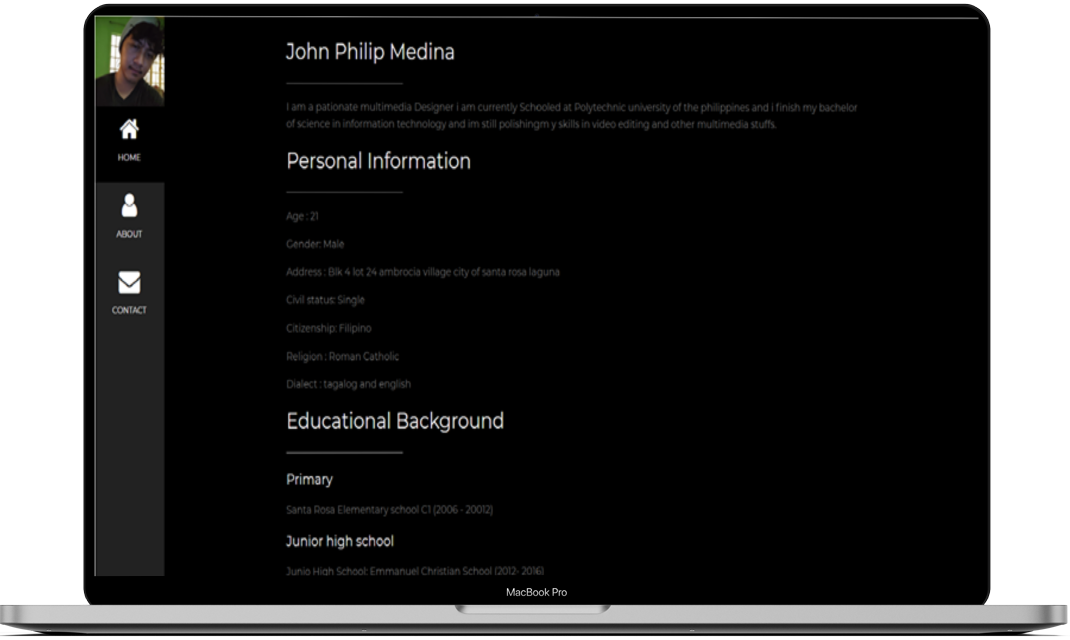 John Philip Medina
I am a pationate multimedia Designer i am currently Schooled at Polytechnic university of the philippines and i finish my bachelor
of science in information technology and im still polishingm y skills in video editing and other multimedia stuffs.
HOME
ABOUT
CONTACT
Personal Information
Age : 21
Gender: Male
Address : Blk 4 lot 24 ambrocia village city of santa rosa laguna
Civil status: Single
Citizenship: Filipino
Religion : Roman Catholic
Dialect : tagalog and english
Educational Background
Primary
Santa Rosa Elementary school C1 (2006 - 20012)
Junior high school
Junio High School: Emmanuel Christian School (2012- 2016)
MacBook Pro